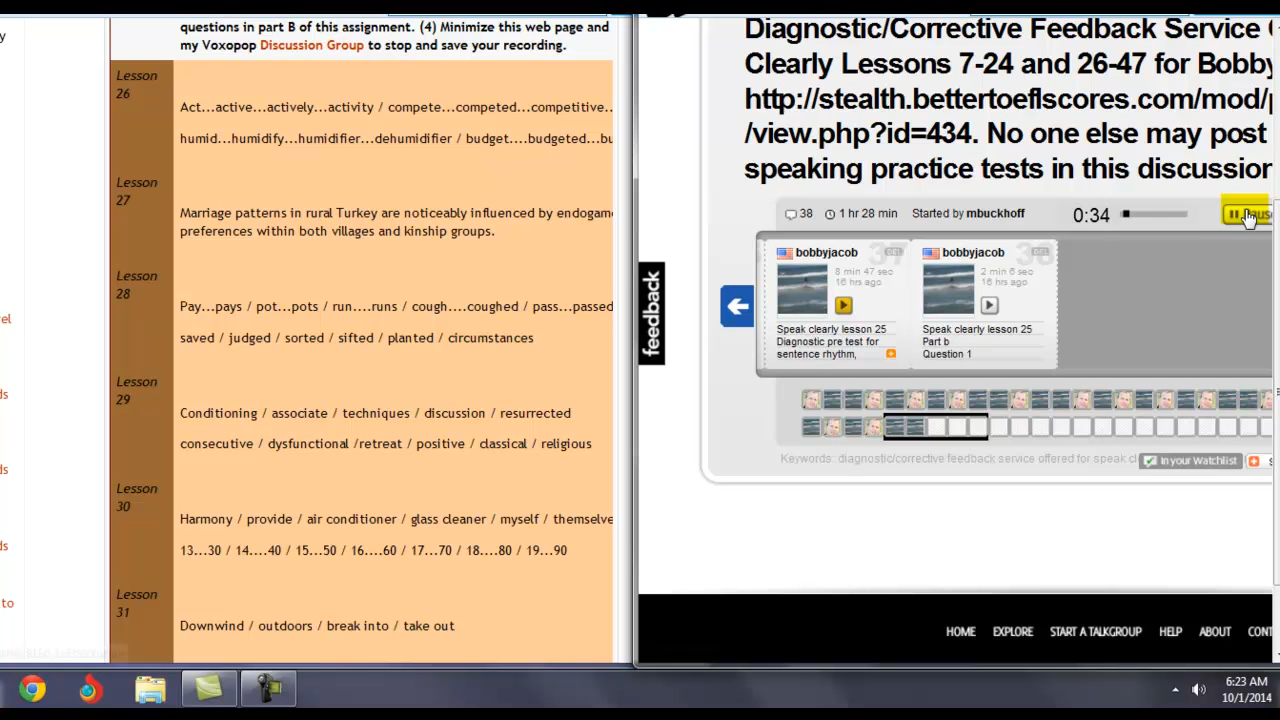 y
questions in part B of this assignment. (4) Minimize this web page and
my Voxopop Discussion Group to stop and save your recording.
Lesson
26
Act...active...actively...activity / compete...competed...competitive..
humid...humidify...humidifier...dehumidifier / budget....budgeted...bu
Lesson
27
Marriage patterns in rural Turkey are noticeably influenced by endogam
preferences within both villages and kinship groups.
Lesson
28
Pay...pays / pot...pots / run....runs / cough....coughed / pass...passed
saved / judged / sorted / sifted / planted / circumstances
Lesson
29
Conditioning / associate / techniques / discussion / resurrected
consecutive / dysfunctional /retreat / positive / classical / religious
Lesson
30
Harmony / provide / air conditioner / glass cleaner / myself / themselve
13...30 / 14....40 / 15...50 / 16....60 / 17...70 / 18....80 / 19...90
Lesson
31
Downwind / outdoors / break into / take out
vel
ds
ds
ds
to
Diagnostic/Corrective Feedback Service
Clearly Lessons 7-24 and 26-47 for Bobby
http://stealth.bettertoeflscores.com/mod/
/view.php?id=434. No one else may post
speaking practice tests in this discussion
38 1 hr 28 min Started by mbuckhoff 0:34 Pause
feedback
bobbyjacob 37 DEL
8 min 47 sec
16 hrs ago
Speak clearly lesson 25
Diagnostic pre test for
sentence rhythm,
bobbyjacob 38 DEL
2 min 6 sec
16 hrs ago
Speak clearly lesson 25
Part b
Question 1
Keywords: diagnostic/corrective feedback service offered for speak cl
in your Watchlist
HOME EXPLORE START A TALKGROUP HELP ABOUT CONT
6:23 AM
10/1/2014